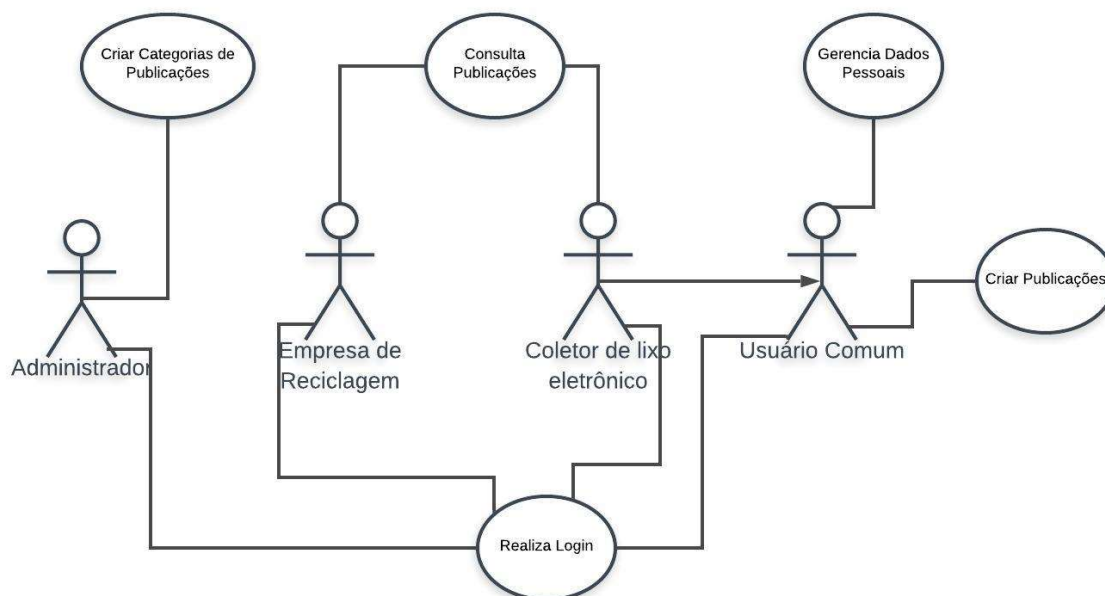 Criar Categorias de
Publicações
Consulta
Publicações
Gerencia Dados
Pessoais
Criar Publicações
Administrador
Empresa de
Reciclagem
Coletor de lixo
eletrônico
Usuário Comum
Realiza Login